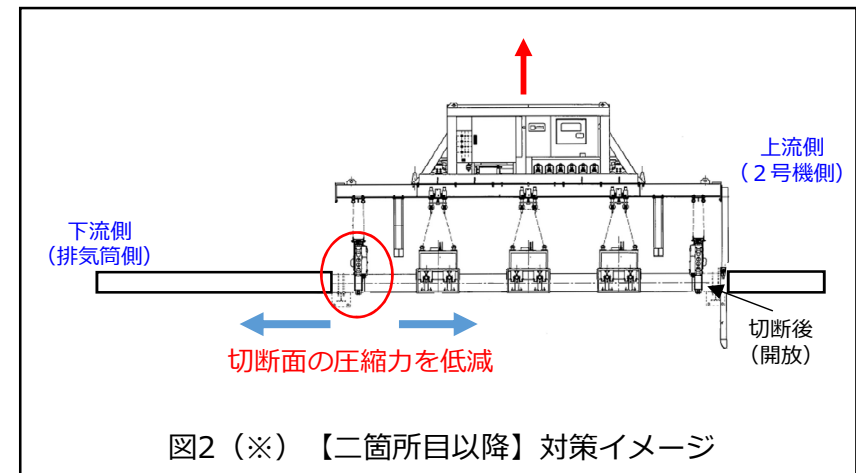 上流側
（２号機側）
下流側
（排気筒側）
切断後
（開放）
切断面の圧縮力を低減
図2（※）【二箇所目以降】対策イメージ